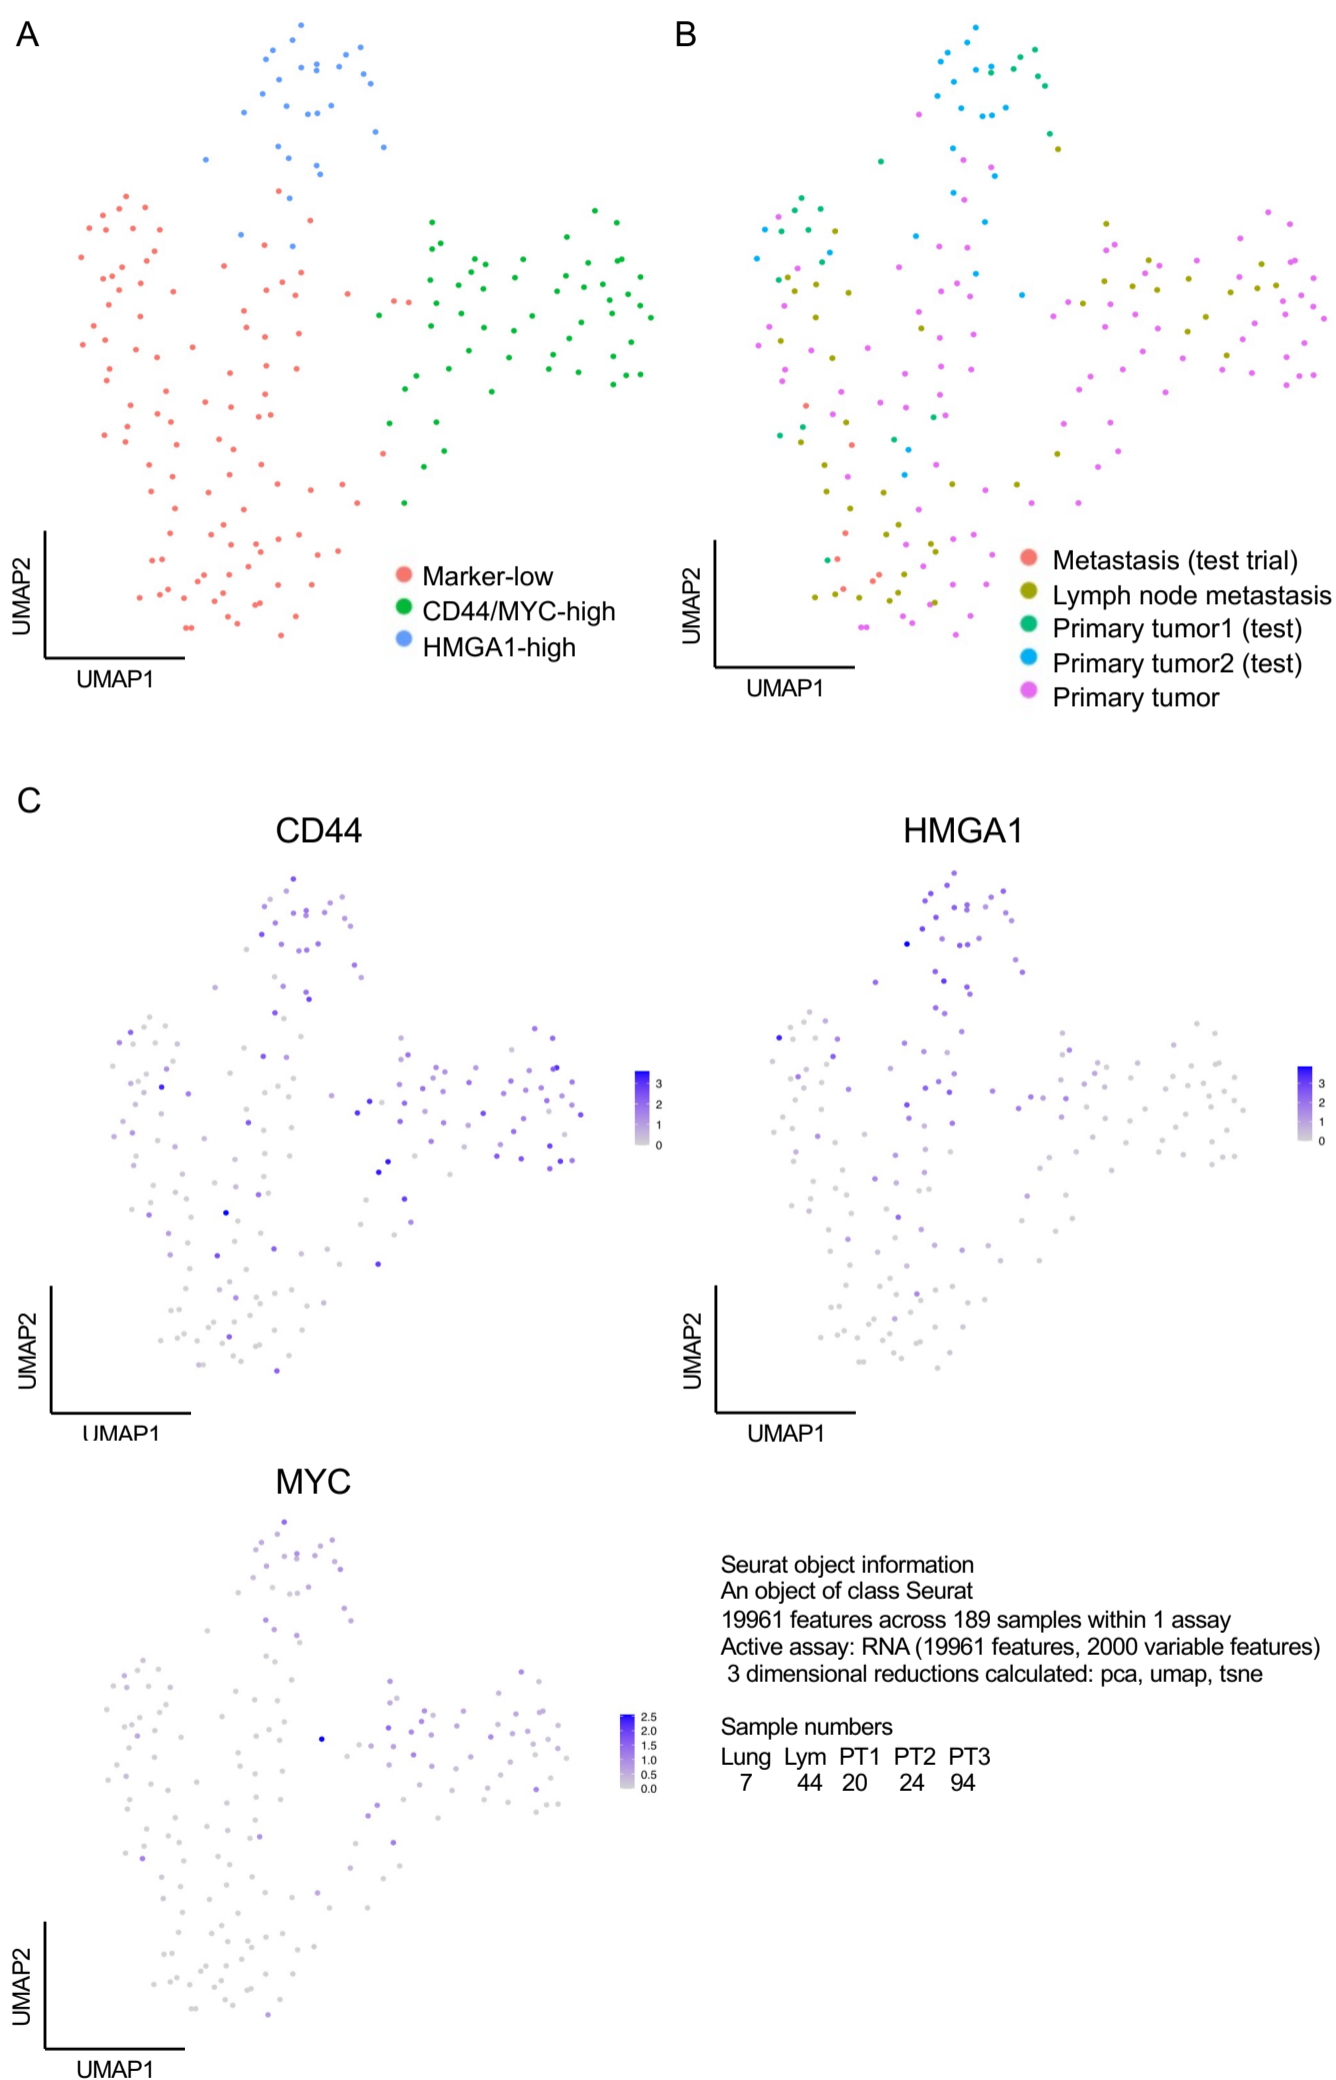 A
B
UMAP2
UMAP1
Marker-low
CD44/MYC-high
HMGA1-high
UMAP2
UMAP1
Metastasis (test trial)
Lymph node metastasis
Primary tumor1 (test)
Primary tumor2 (test)
Primary tumor
C
CD44
HMGA1
3
2
1
0
3
2
1
0
UMAP2
UMAP1
UMAP2
UMAP1
MYC
2.5
2.0
1.5
1.0
0.5
0.0
UMAP2
UMAP1
Seurat object information
An object of class Seurat
19961 features across 189 samples within 1 assay
Active assay: RNA (19961 features, 2000 variable features)
3 dimensional reductions calculated: pca, umap, tsne
Sample numbers
Lung Lym PT1 PT2 PT3
7 44 20 24 94